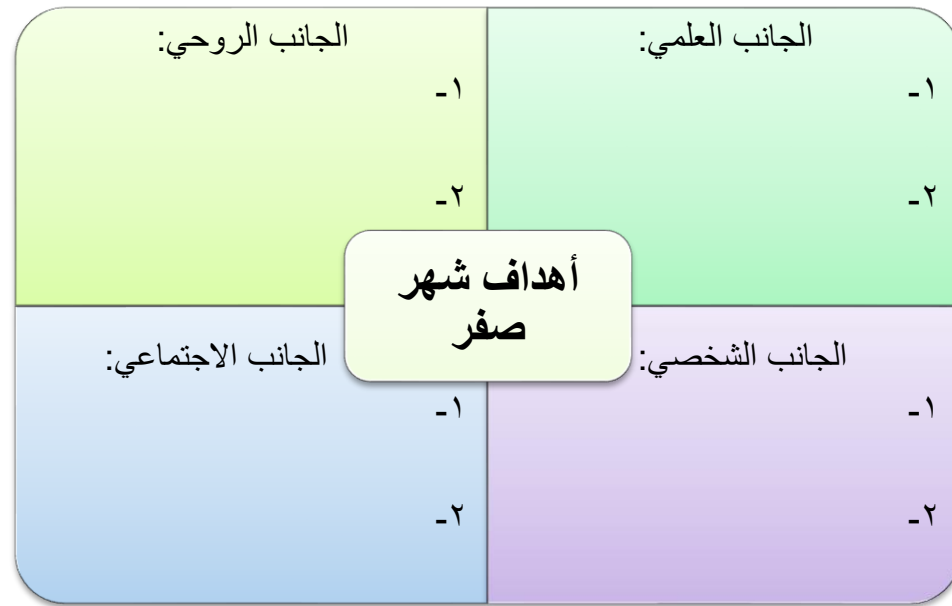 الجانب العلمي:
١-
٢-
الجانب الروحي:
١-
٢-
أهداف شهر
صفر
الجانب الشخصي:
١-
٢-
الجانب الاجتماعي:
١-
٢-